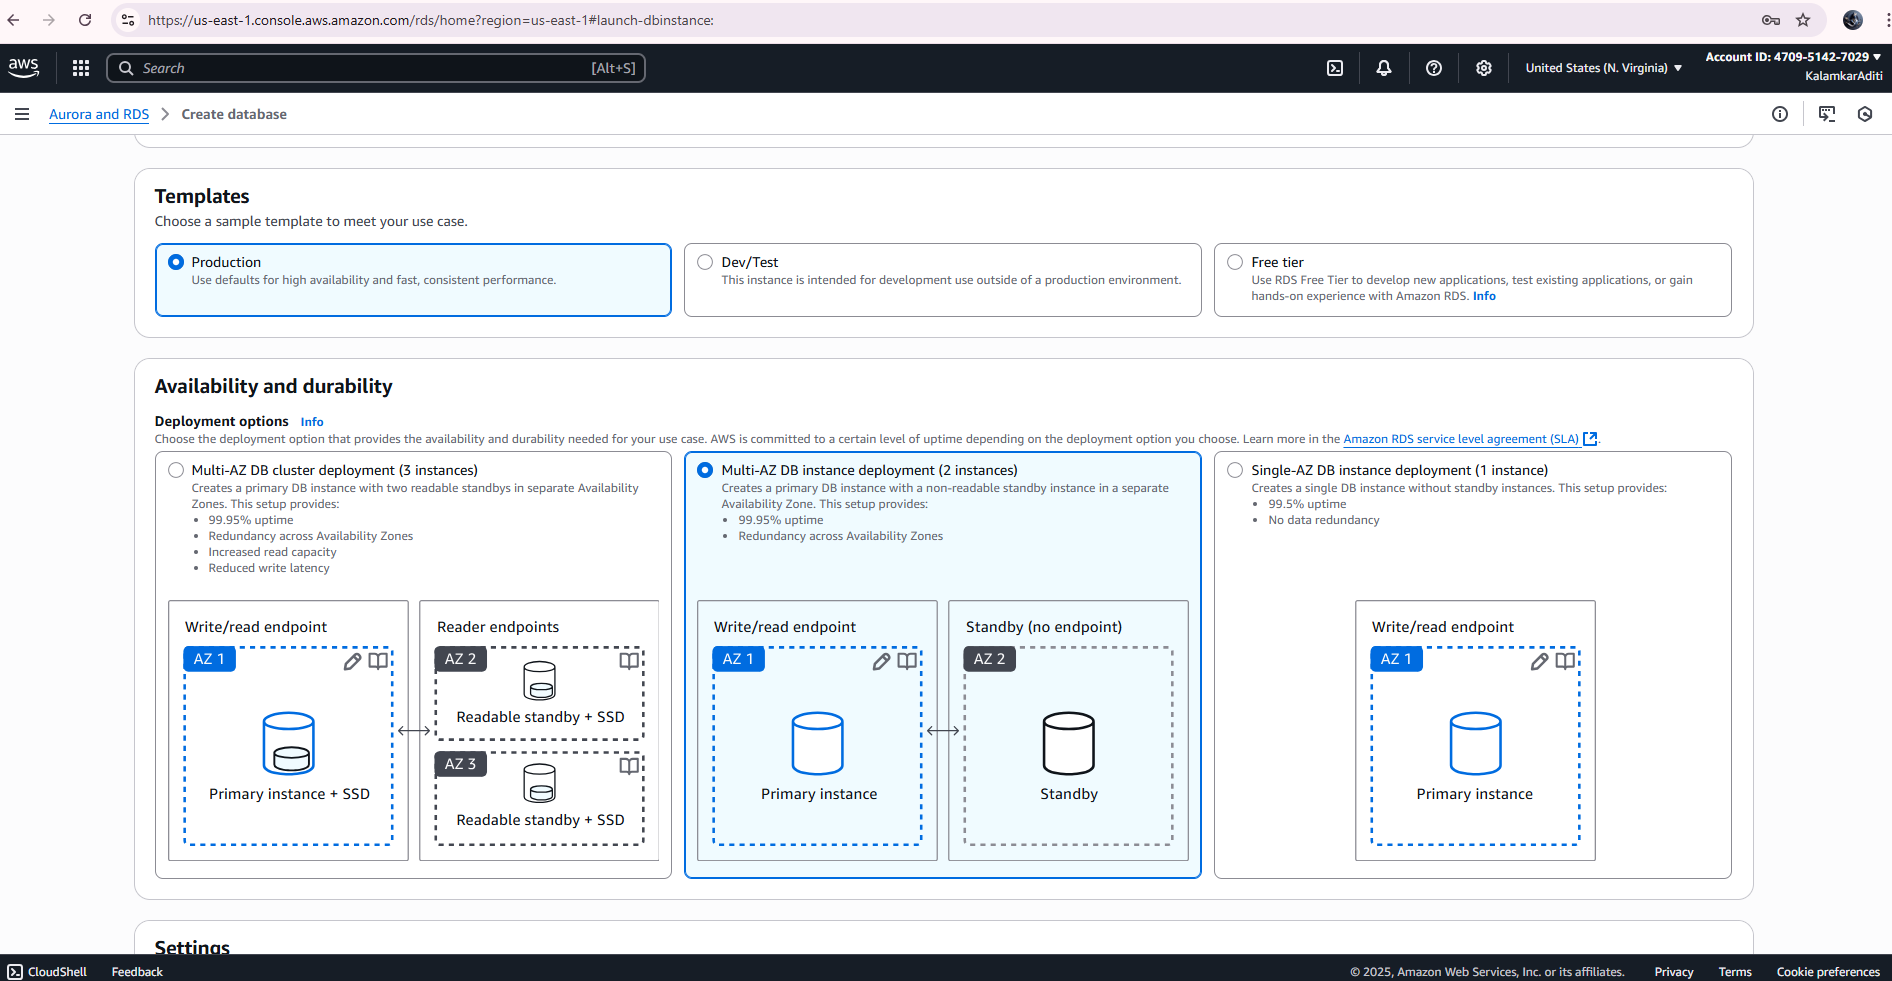 https://us-east-1.console.aws.amazon.com/rds/home?region=us-east-1#launch-dbinstance:
aws
Search
[Alt+S]
United States (N. Virginia)
Account ID: 4709-5142-7029
KalamkarAditi
Aurora and RDS > Create database
Templates
Choose a sample template to meet your use case.
Production
Use defaults for high availability and fast, consistent performance.
Dev/Test
This instance is intended for development use outside of a production environment.
Free tier
Use RDS Free Tier to develop new applications, test existing applications, or gain
hands-on experience with Amazon RDS. Info
Availability and durability
Deployment options Info
Choose the deployment option that provides the availability and durability needed for your use case. AWS is committed to a certain level of uptime depending on the deployment option you choose. Learn more in the Amazon RDS service level agreement (SLA).
Multi-AZ DB cluster deployment (3 instances)
Creates a primary DB instance with two readable standbys in separate Availability
Zones. This setup provides:
• 99.95% uptime
• Redundancy across Availability Zones
• Increased read capacity
• Reduced write latency
Write/read endpoint
AZ 1
Primary instance + SSD
Reader endpoints
AZ 2
Readable standby + SSD
AZ 3
Readable standby + SSD
Multi-AZ DB instance deployment (2 instances)
Creates a primary DB instance with a non-readable standby instance in a separate
Availability Zone. This setup provides:
• 99.95% uptime
• Redundancy across Availability Zones
Write/read endpoint
AZ 1
Primary instance
Standby (no endpoint)
AZ 2
Standby
Single-AZ DB instance deployment (1 instance)
Creates a single DB instance without standby instances. This setup provides:
• 99.5% uptime
• No data redundancy
Write/read endpoint
AZ 1
Primary instance
Settings
CloudShell
Feedback
© 2025, Amazon Web Services, Inc. or its affiliates.
Privacy
Terms
Cookie preferences